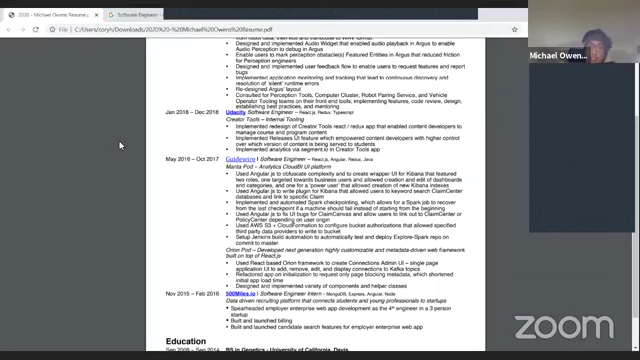 2020 - Mark Michael Owens
Software Engineer
File
C:/Users/coryh/Downloads/2020%20-%20Michael%20Owens%20Resume.pdf
Michael Owen...
Designed and implemented Audio Widget that enabled audio playback in Argus to enable
Audio Perception to debug in Argus
Enable users to mark perception obstacle(s) Featured Entities in Argus that reduced friction
for Perception engineers
Designed and implemented user feedback flow to enable users to request features and report
bugs
Implemented application monitoring and tracking that lead to continuous discovery and
resolution of 'silent' runtime errors
Re-designed Argus' layout
Consulted for Perception Tools, Computer Cluster, Robot Pairing Service, and Vehicle
Operator Tooling teams on their front end tools; implementing features, code review, design,
establishing best practices, and mentoring
Jan 2018 – Dec 2018 Udacity Software Engineer – React.js, Redux, Typescript
Creator Tools – Internal Tooling
Implemented redesign of Creator Tools react / redux app that enabled content developers to
manage course and program content
Implemented Releases UI feature which empowered content developers with higher control
over which version of content is being served to students
Implemented analytics via segment.io in Creator Tools app
May 2016 – Oct 2017 Guidewire | Software Engineer – React.js, Angular, Redux, Java
Manta Pod – Analytics CloudBI UI platform
Used Angular js to obfuscate complexity and to create wrapper UI for Kibana that featured
two roles, one targeted towards business users and allowed creation and edit of dashboards
and categories, and one for a 'power user' that allowed creation of new Kibana indexes
Used Angular js to write plugin for Kibana that allowed users to keyword search ClaimCenter
databases and link to specific Claim
Implemented and automated Spark checkpointing, which allows for a Spark job to recover
from the last checkpoint if a machine should fail instead of starting from the beginning
Used Angular js to fix UI bugs for ClaimCanvas and allow users to link out to ClaimCenter or
PolicyCenter depending on user origin
Used AWS S3+CloudFormation to configure bucket authorizations that allowed specified
third party data providers to write to bucket
Setup Jenkins build automation to automatically test and deploy Explore-Spark repo on
commit to master
Orion Pod – Developed next generation highly customizable and metadata-driven web framework
built on top of React.js
Used React based Orion framework to create Connections Admin UI – single page
application UI to add, remove, edit, and display connections to Kafka topics
Refactored app on initialization to request only page blocking metadata, which shortened
initial app load time
Designed and implemented variety of components and helper classes
Nov 2015 – Feb 2016 500Miles.io | Software Engineer Intern – MongoDB, Express, Angular, Node
Data driven recruiting platform that connects students and young professionals to startups
Spearheaded employer enterprise web app development as the 4th engineer in a 3 person
startup
Built and launched billing
Built and launched candidate search features for employer enterprise web app
Education
Sep 2009 – Sep 2014 BS in Genetics - University of California, Davis
zoom